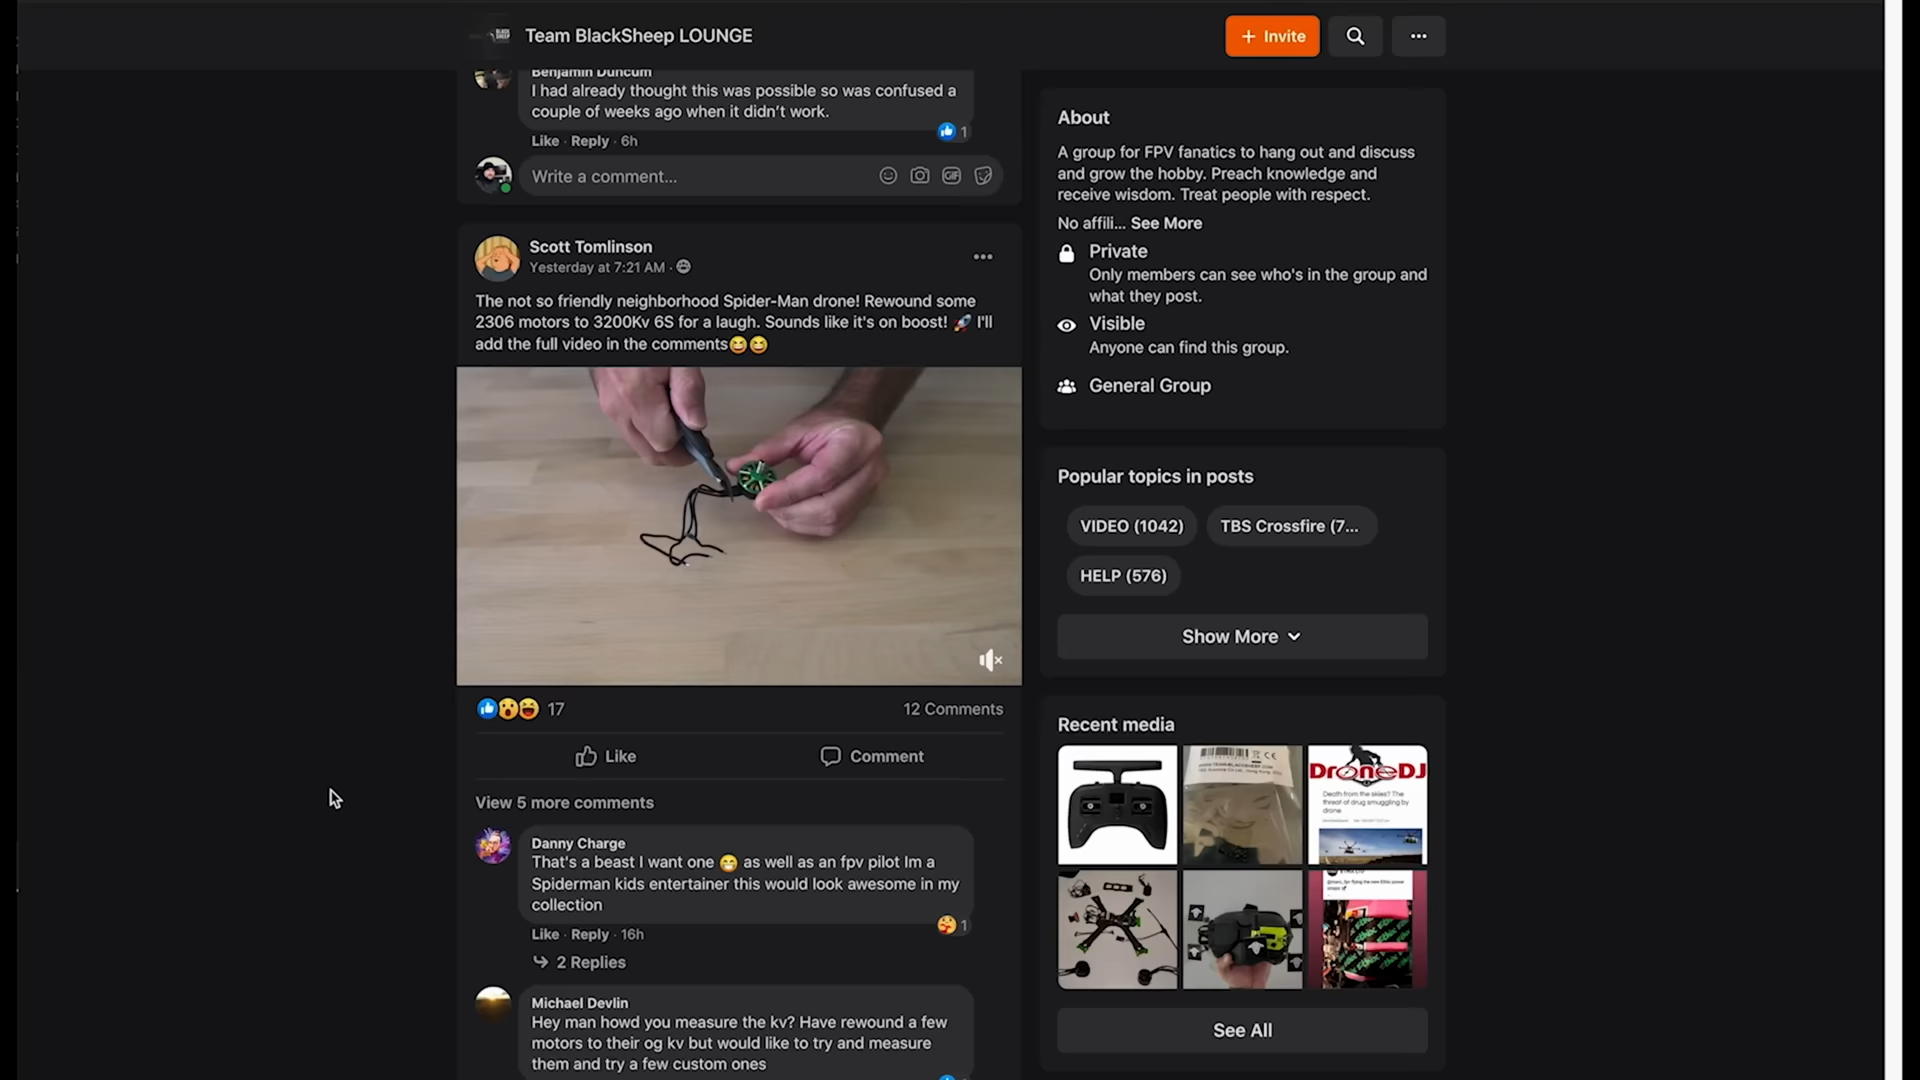 Team BlackSheep LOUNGE
+ Invite
Benjamin Duncum
I had already thought this was possible so was confused a
couple of weeks ago when it didn't work.
1
Like · Reply · 6h
Write a comment...
GIF
Scott Tomlinson
Yesterday at 7:21 AM ·
The not so friendly neighborhood Spider-Man drone! Rewound some
2306 motors to 3200Kv 6S for a laugh. Sounds like it's on boost! 🚀 I'll
add the full video in the comments😆😆
17
12 Comments
Like
Comment
View 5 more comments
Danny Charge
That's a beast I want one 😁 as well as an fpv pilot Im a
Spiderman kids entertainer this would look awesome in my
collection
1
Like · Reply · 16h
2 Replies
Michael Devlin
Hey man howd you measure the kv? Have rewound a few
motors to their og kv but would like to try and measure
them and try a few custom ones
About
A group for FPV fanatics to hang out and discuss
and grow the hobby. Preach knowledge and
receive wisdom. Treat people with respect.
No affili... See More
Private
Only members can see who's in the group and
what they post.
Visible
Anyone can find this group.
General Group
Popular topics in posts
VIDEO (1042)
TBS Crossfire (7...
HELP (576)
Show More
Recent media
DroneDJ
Death from the skies? The
threat of drug smuggling by
drone
See All